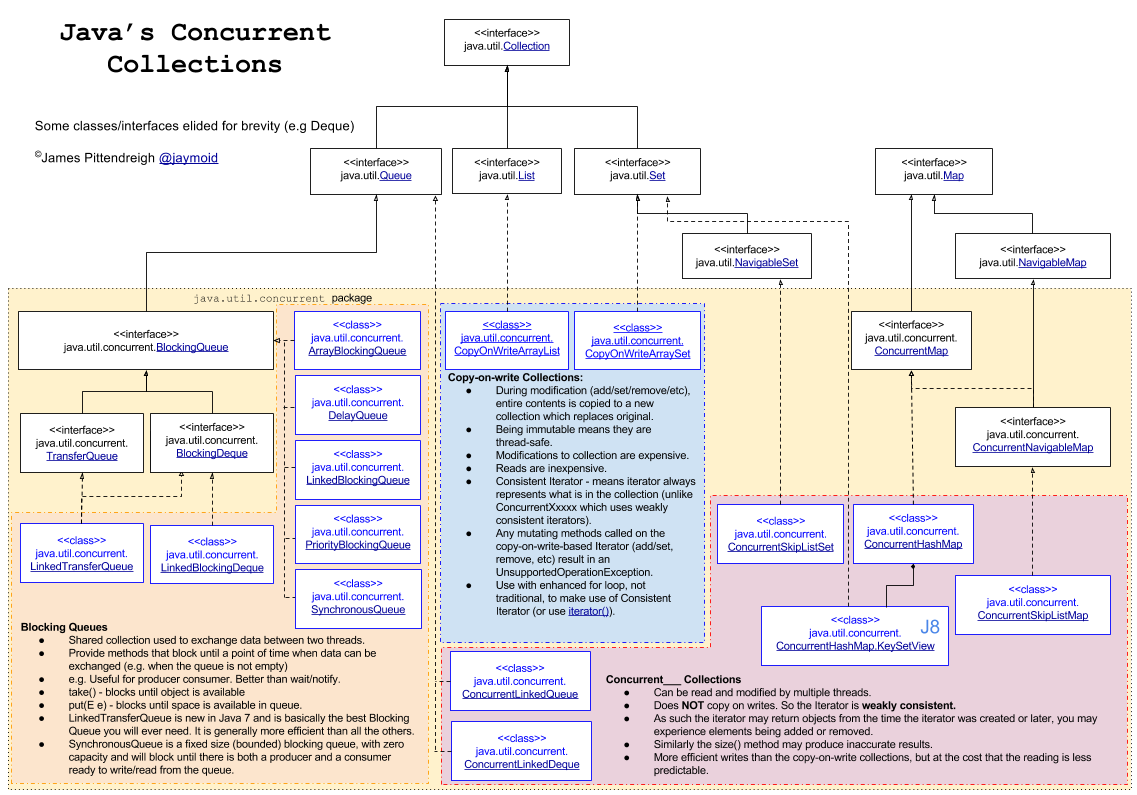 Java’s Concurrent
Collections
Some classes/interfaces elided for brevity (e.g Deque)
©James Pittendreigh @jaymoid
<<interface>>
java.util.Collection
<<interface>>
java.util.Queue
<<interface>>
java.util.List
<<interface>>
java.util.Set
<<interface>>
java.util.Map
<<interface>>
java.util.NavigableSet
<<interface>>
java.util.NavigableMap
java.util.concurrent package
<<interface>>
java.util.concurrent.BlockingQueue
<<class>>
java.util.concurrent.
ArrayBlockingQueue
<<class>>
java.util.concurrent.
CopyOnWriteArrayList
<<class>>
java.util.concurrent.
CopyOnWriteArraySet
<<interface>>
java.util.concurrent.
ConcurrentMap
<<class>>
java.util.concurrent.
DelayQueue
<<interface>>
java.util.concurrent.
TransferQueue
<<interface>>
java.util.concurrent.
BlockingDeque
<<interface>>
java.util.concurrent.
ConcurrentNavigableMap
<<class>>
java.util.concurrent.
LinkedBlockingQueue
<<class>>
java.util.concurrent.
PriorityBlockingQueue
<<class>>
java.util.concurrent.
SynchronousQueue
<<class>>
java.util.concurrent.
LinkedTransferQueue
<<class>>
java.util.concurrent.
LinkedBlockingDeque
Copy-on-write Collections:
● During modification (add/set/remove/etc),
entire contents is copied to a new
collection which replaces original.
● Being immutable means they are
thread-safe.
● Modifications to collection are expensive.
● Reads are inexpensive.
● Consistent Iterator - means iterator always
represents what is in the collection (unlike
ConcurrentXxxxx which uses weakly
consistent iterators).
● Any mutating methods called on the
copy-on-write-based Iterator (add/set,
remove, etc) result in an
UnsupportedOperationException.
● Use with enhanced for loop, not
traditional, to make use of Consistent
Iterator (or use iterator()).
<<class>>
java.util.concurrent.
ConcurrentSkipListSet
<<class>>
java.util.concurrent.
ConcurrentHashMap
<<class>>
java.util.concurrent.
ConcurrentSkipListMap
<<class>>
java.util.concurrent.
ConcurrentHashMap.KeySetView
J8
Blocking Queues
● Shared collection used to exchange data between two threads.
● Provide methods that block until a point of time when data can be
exchanged (e.g. when the queue is not empty)
● e.g. Useful for producer consumer. Better than wait/notify.
● take() - blocks until object is available
● put(E e) - blocks until space is available in queue.
● LinkedTransferQueue is new in Java 7 and is basically the best Blocking
Queue you will ever need. It is generally more efficient than all the others.
● SynchronousQueue is a fixed size (bounded) blocking queue, with zero
capacity and will block until there is both a producer and a consumer
ready to write/read from the queue.
<<class>>
java.util.concurrent.
ConcurrentLinkedQueue
<<class>>
java.util.concurrent.
ConcurrentLinkedDeque
Concurrent___ Collections
● Can be read and modified by multiple threads.
● Does NOT copy on writes. So the Iterator is weakly consistent.
● As such the iterator may return objects from the time the iterator was created or later, you may
experience elements being added or removed.
● Similarly the size() method may produce inaccurate results.
● More efficient writes than the copy-on-write collections, but at the cost that the reading is less
predictable.